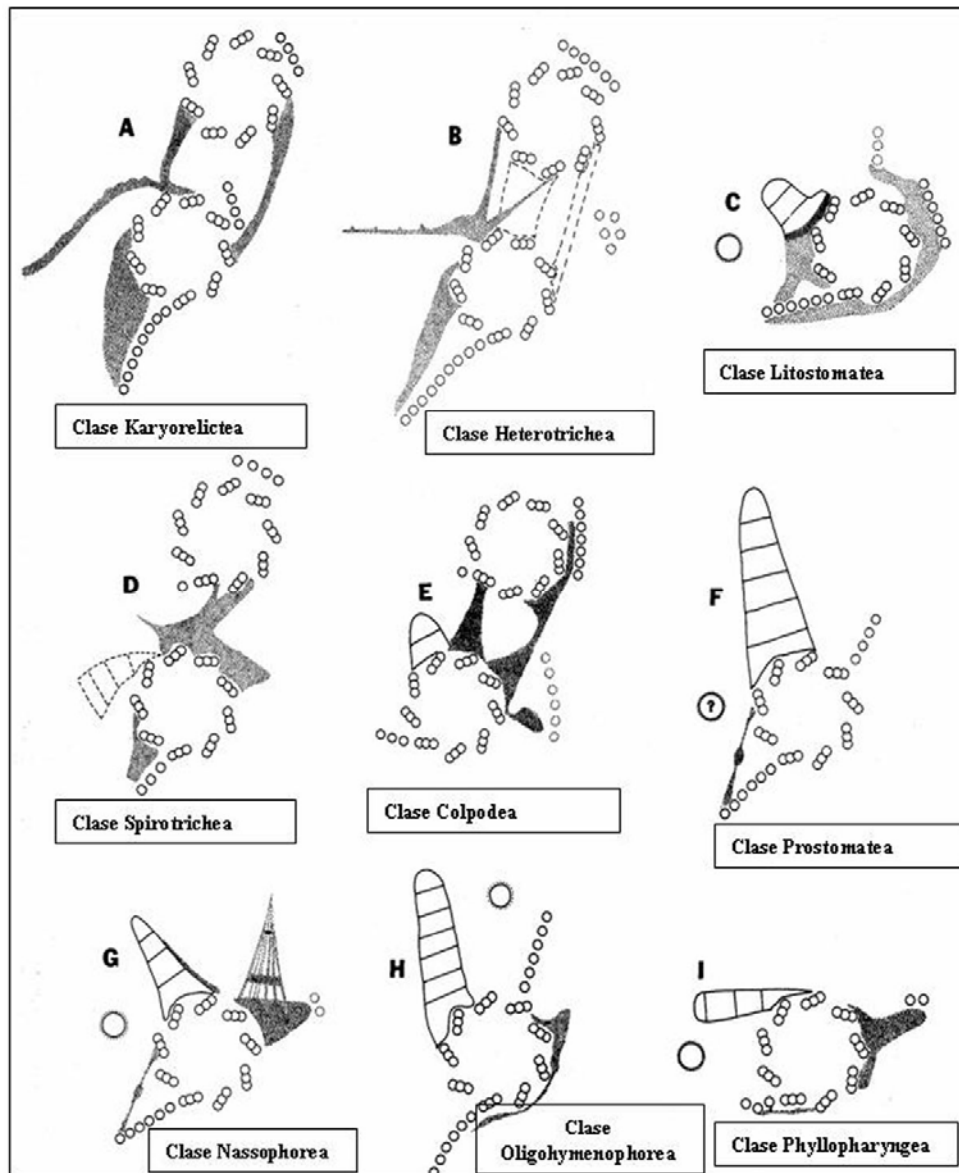 A
B
C
Clase Karyorelictea
Clase Heterotrichea
Clase Litostomatea
D
E
F
?
Clase Spirotrichea
Clase Colpodea
Clase Prostomatea
G
H
I
Clase Nassophorea
Clase
Oligohymenophorea
Clase Phyllopharyngea